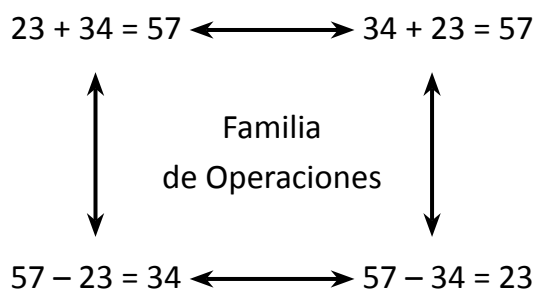 23 + 34 = 57
34 + 23 = 57
Familia
de Operaciones
57 – 23 = 34
57 – 34 = 23